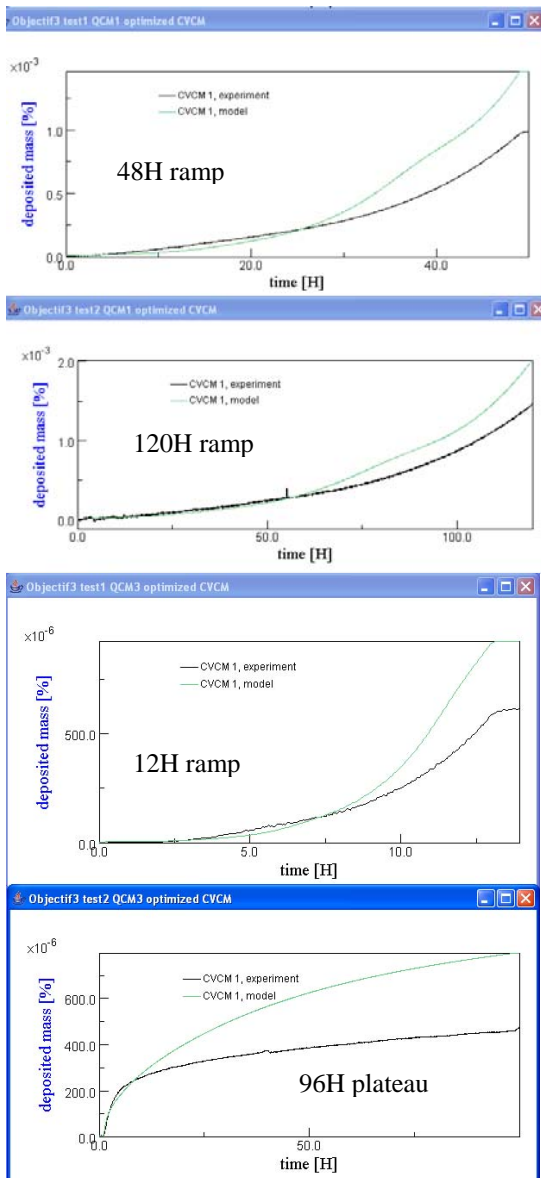 Objectif3 test1 QCM1 optimized CVCM
×10⁻³
CVCM 1, experiment
CVCM 1, model
1.0
0.5
0.0
deposited mass [%]
48H ramp
0.0 20.0 40.0
time [H]
Objectif3 test2 QCM1 optimized CVCM
×10⁻³
2.0
CVCM 1, experiment
CVCM 1, model
1.0
0.0
deposited mass [%]
120H ramp
0.0 50.0 100.0
time [H]
Objectif3 test1 QCM3 optimized CVCM
×10⁻⁶
CVCM 1, experiment
CVCM 1, model
500.0
0.0
deposited mass [%]
12H ramp
0.0 5.0 10.0
time [H]
Objectif3 test2 QCM3 optimized CVCM
×10⁻⁶
CVCM 1, experiment
CVCM 1, model
600.0
400.0
200.0
0.0
deposited mass [%]
96H plateau
0.0 50.0
time [H]